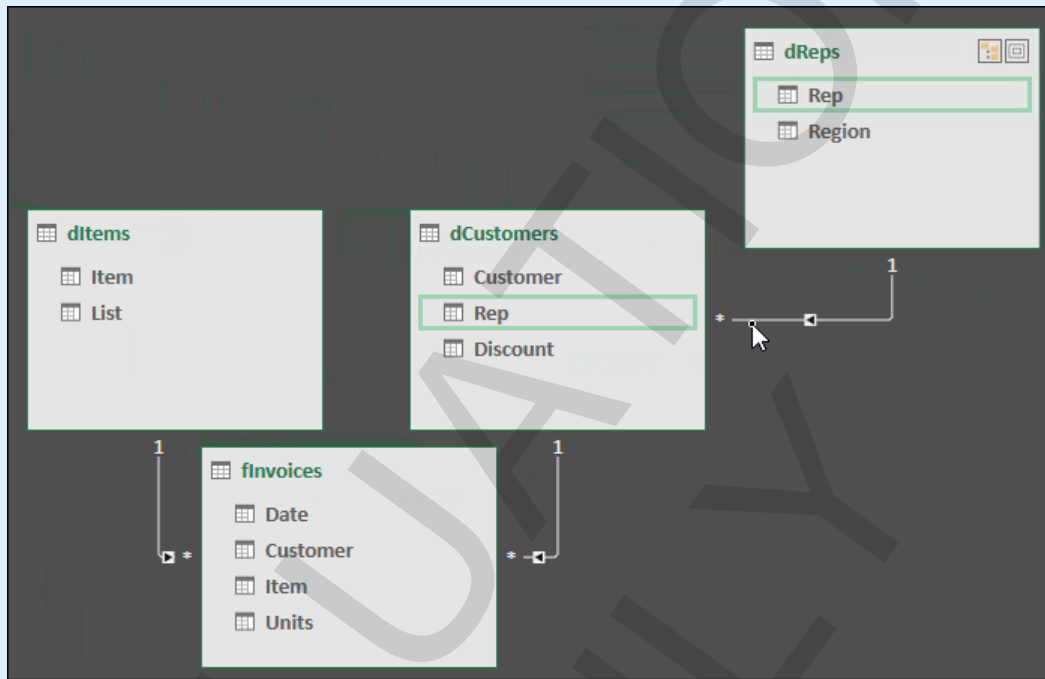 dReps
Rep
Region
dItems
Item
List
dCustomers
Customer
Rep
Discount
1
*
1
1
fInvoices
Date
Customer
Item
Units
*
*